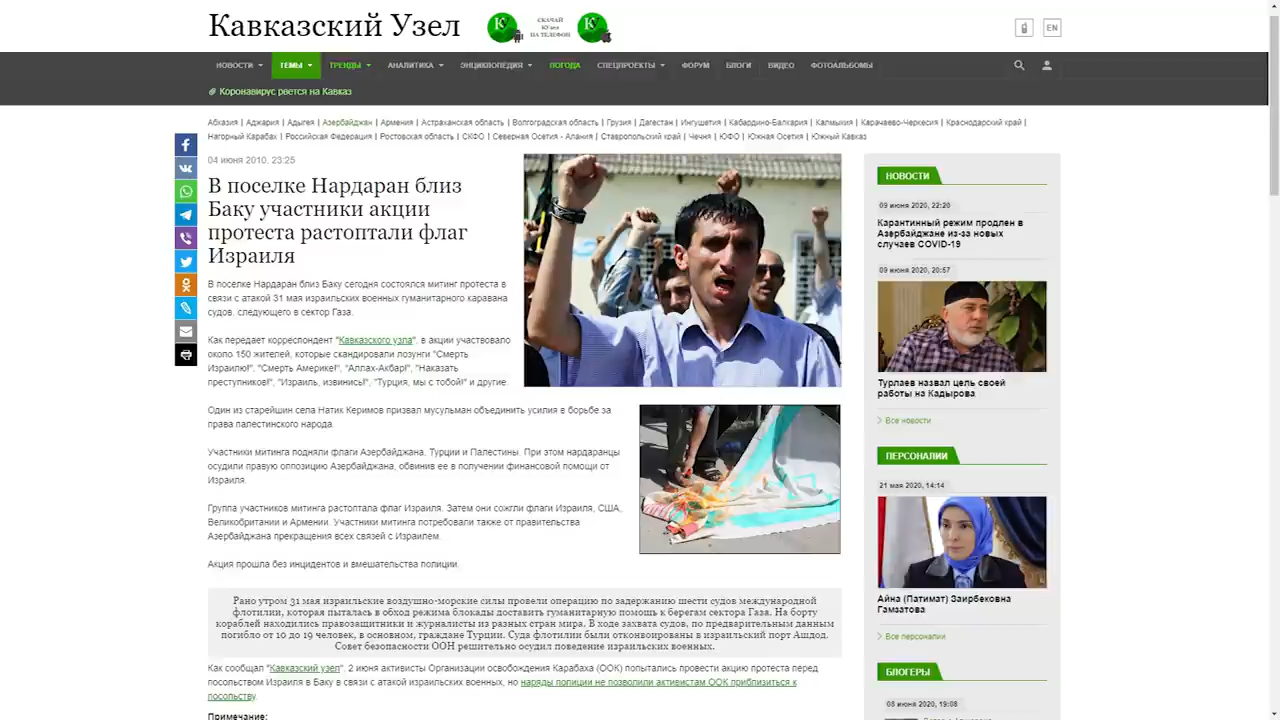 Кавказский Узел
СКАЧАЙ
КУзел
НА ТЕЛЕФОН
EN
НОВОСТИ
ТЕМЫ
ТРЕНДЫ
АНАЛИТИКА
ЭНЦИКЛОПЕДИЯ
ПОГОДА
СПЕЦПРОЕКТЫ
ФОРУМ
БЛОГИ
ВИДЕО
ФОТОАЛЬБОМЫ
Коронавирус рвется на Кавказ
Абхазия | Аджария | Адыгея | Азербайджан | Армения | Астраханская область | Волгоградская область | Грузия | Дагестан | Ингушетия | Кабардино-Балкария | Калмыкия | Карачаево-Черкесия | Краснодарский край |
Нагорный Карабах | Российская Федерация | Ростовская область | СКФО | Северная Осетия - Алания | Ставропольский край | Чечня | ЮФО | Южная Осетия | Южный Кавказ
04 июня 2010, 23:25
В поселке Нардаран близ
Баку участники акции
протеста растоптали флаг
Израиля
В поселке Нардаран близ Баку сегодня состоялся митинг протеста в
связи с атакой 31 мая израильских военных гуманитарного каравана
судов, следующего в сектор Газа.
Как передает корреспондент "Кавказского узла", в акции участвовало
около 150 жителей, которые скандировали лозунги "Смерть
Израилю!", "Смерть Америке!", "Аллах-Акбар!", "Наказать
преступников!", "Израиль, извинись!", "Турция, мы с тобой!" и другие.
Один из старейшин села Натик Керимов призвал мусульман объединить усилия в борьбе за
права палестинского народа.
Участники митинга подняли флаги Азербайджана, Турции и Палестины. При этом нардаранцы
осудили правую оппозицию Азербайджана, обвинив ее в получении финансовой помощи от
Израиля.
Группа участников митинга растоптала флаг Израиля. Затем они сожгли флаги Израиля, США,
Великобритании и Армении. Участники митинга потребовали также от правительства
Азербайджана прекращения всех связей с Израилем.
Акция прошла без инцидентов и вмешательства полиции.
Рано утром 31 мая израильские воздушно-морские силы провели операцию по задержанию шести судов международной
флотилии, которая пыталась в обход режима блокады доставить гуманитарную помощь к берегам сектора Газа. На борту
кораблей находились правозащитники и журналисты из разных стран мира. В ходе захвата судов, по предварительным данным
погибло от 10 до 19 человек, в основном, граждане Турции. Суда флотилии были отконвоированы в израильский порт Ашдод.
Совет безопасности ООН решительно осудил поведение израильских военных.
Как сообщал "Кавказский узел", 2 июня активисты Организации освобождения Карабаха (ООК) попытались провести акцию протеста перед
посольством Израиля в Баку в связи с атакой израильских военных, но наряды полиции не позволили активистам ООК приблизиться к
посольству.
Примечание:
НОВОСТИ
09 июня 2020, 22:20
Карантинный режим продлен в
Азербайджане из-за новых
случаев COVID-19
09 июня 2020, 20:57
Турлаев назвал цель своей
работы на Кадырова
Все новости
ПЕРСОНАЛИИ
21 мая 2020, 14:14
Айна (Патимат) Заирбековна
Гамзатова
Все персоналии
БЛОГЕРЫ
08 июня 2020, 19:08